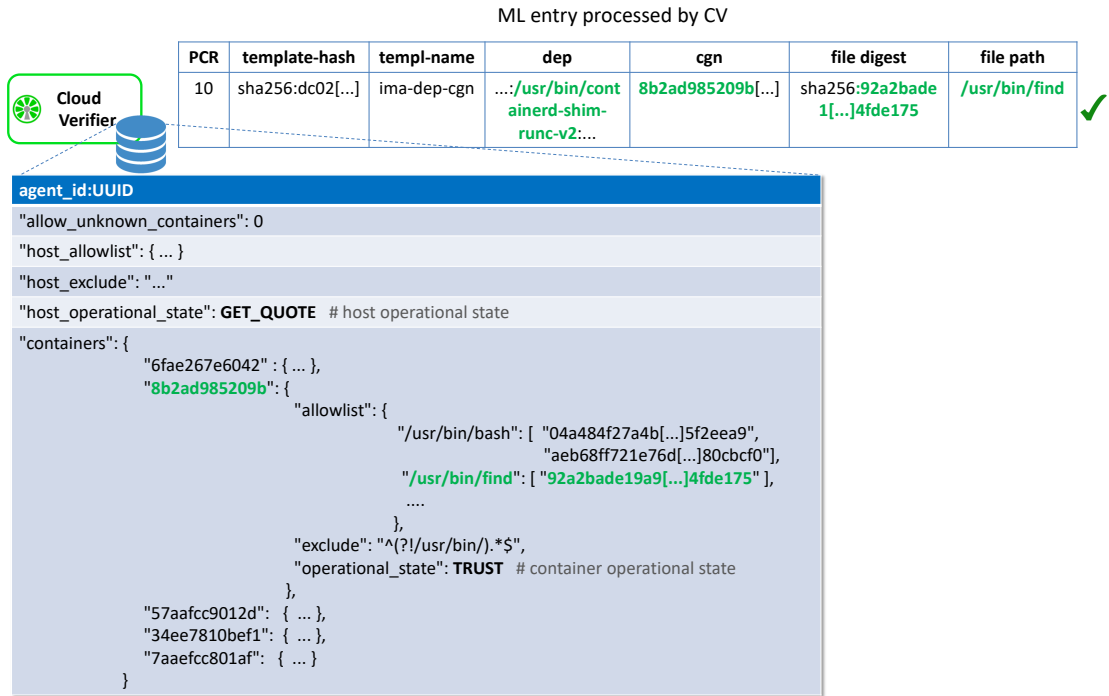 ML entry processed by CV
PCR template-hash templ-name dep cgn file digest file path
10 sha256:dc02[...] ima-dep-cgn ...:/usr/bin/cont 8b2ad985209b[...] sha256:92a2bade /usr/bin/find
ainerd-shim- 1[...]4fde175
runc-v2:...
Cloud
Verifier
agent_id:UUID
"allow_unknown_containers": 0
"host_allowlist": { ... }
"host_exclude": "..."
"host_operational_state": GET_QUOTE # host operational state
"containers": {
"6fae267e6042" : { ... },
"8b2ad985209b": {
"allowlist": {
"/usr/bin/bash": [ "04a484f27a4b[...]5f2eea9",
"aeb68ff721e76d[...]80cbcf0"],
"/usr/bin/find": [ "92a2bade19a9[...]4fde175" ],
....
},
"exclude": "^(?!/usr/bin/).*$",
"operational_state": TRUST # container operational state
},
"57aafcc9012d": { ... },
"34ee7810bef1": { ... },
"7aaefcc801af": { ... }
}